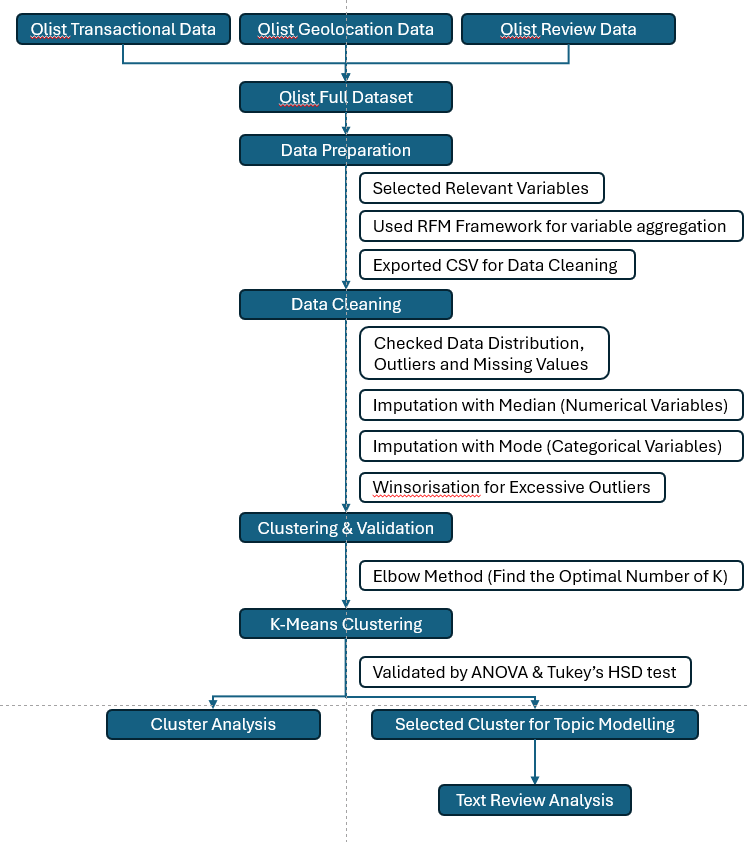 Olist Transactional Data
Olist Geolocation Data
Olist Review Data
Olist Full Dataset
Data Preparation
Selected Relevant Variables
Used RFM Framework for variable aggregation
Exported CSV for Data Cleaning
Data Cleaning
Checked Data Distribution,
Outliers and Missing Values
Imputation with Median (Numerical Variables)
Imputation with Mode (Categorical Variables)
Winsorisation for Excessive Outliers
Clustering & Validation
Elbow Method (Find the Optimal Number of K)
K-Means Clustering
Validated by ANOVA & Tukey’s HSD test
Cluster Analysis
Selected Cluster for Topic Modelling
Text Review Analysis